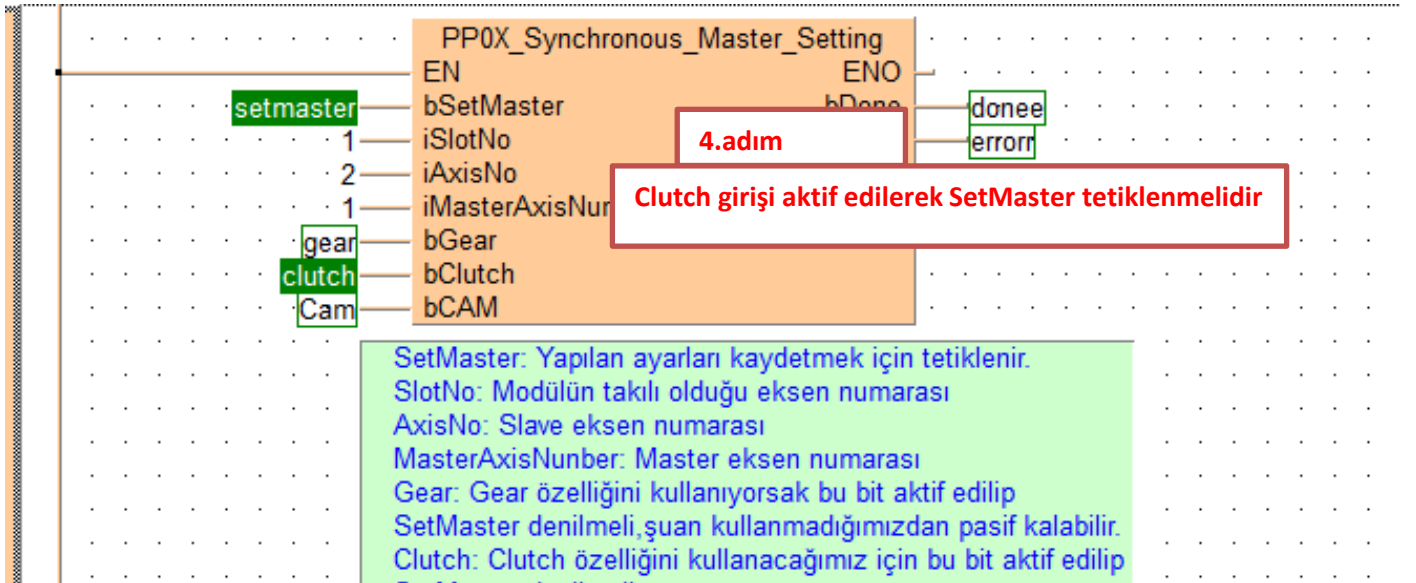 PP0X_Synchronous_Master_Setting
EN ENO
setmaster bSetMaster bDone donee
1 iSlotNo errorr
4.adım
2 iAxisNo
Clutch girişi aktif edilerek SetMaster tetiklenmelidir
1 iMasterAxisNur
gear bGear
clutch bClutch
Cam bCAM
SetMaster: Yapılan ayarları kaydetmek için tetiklenir.
SlotNo: Modülün takılı olduğu eksen numarası
AxisNo: Slave eksen numarası
MasterAxisNunber: Master eksen numarası
Gear: Gear özelliğini kullanıyorsak bu bit aktif edilip
SetMaster denilmeli,şuan kullanmadığımızdan pasif kalabilir.
Clutch: Clutch özelliğini kullanacağımız için bu bit aktif edilip